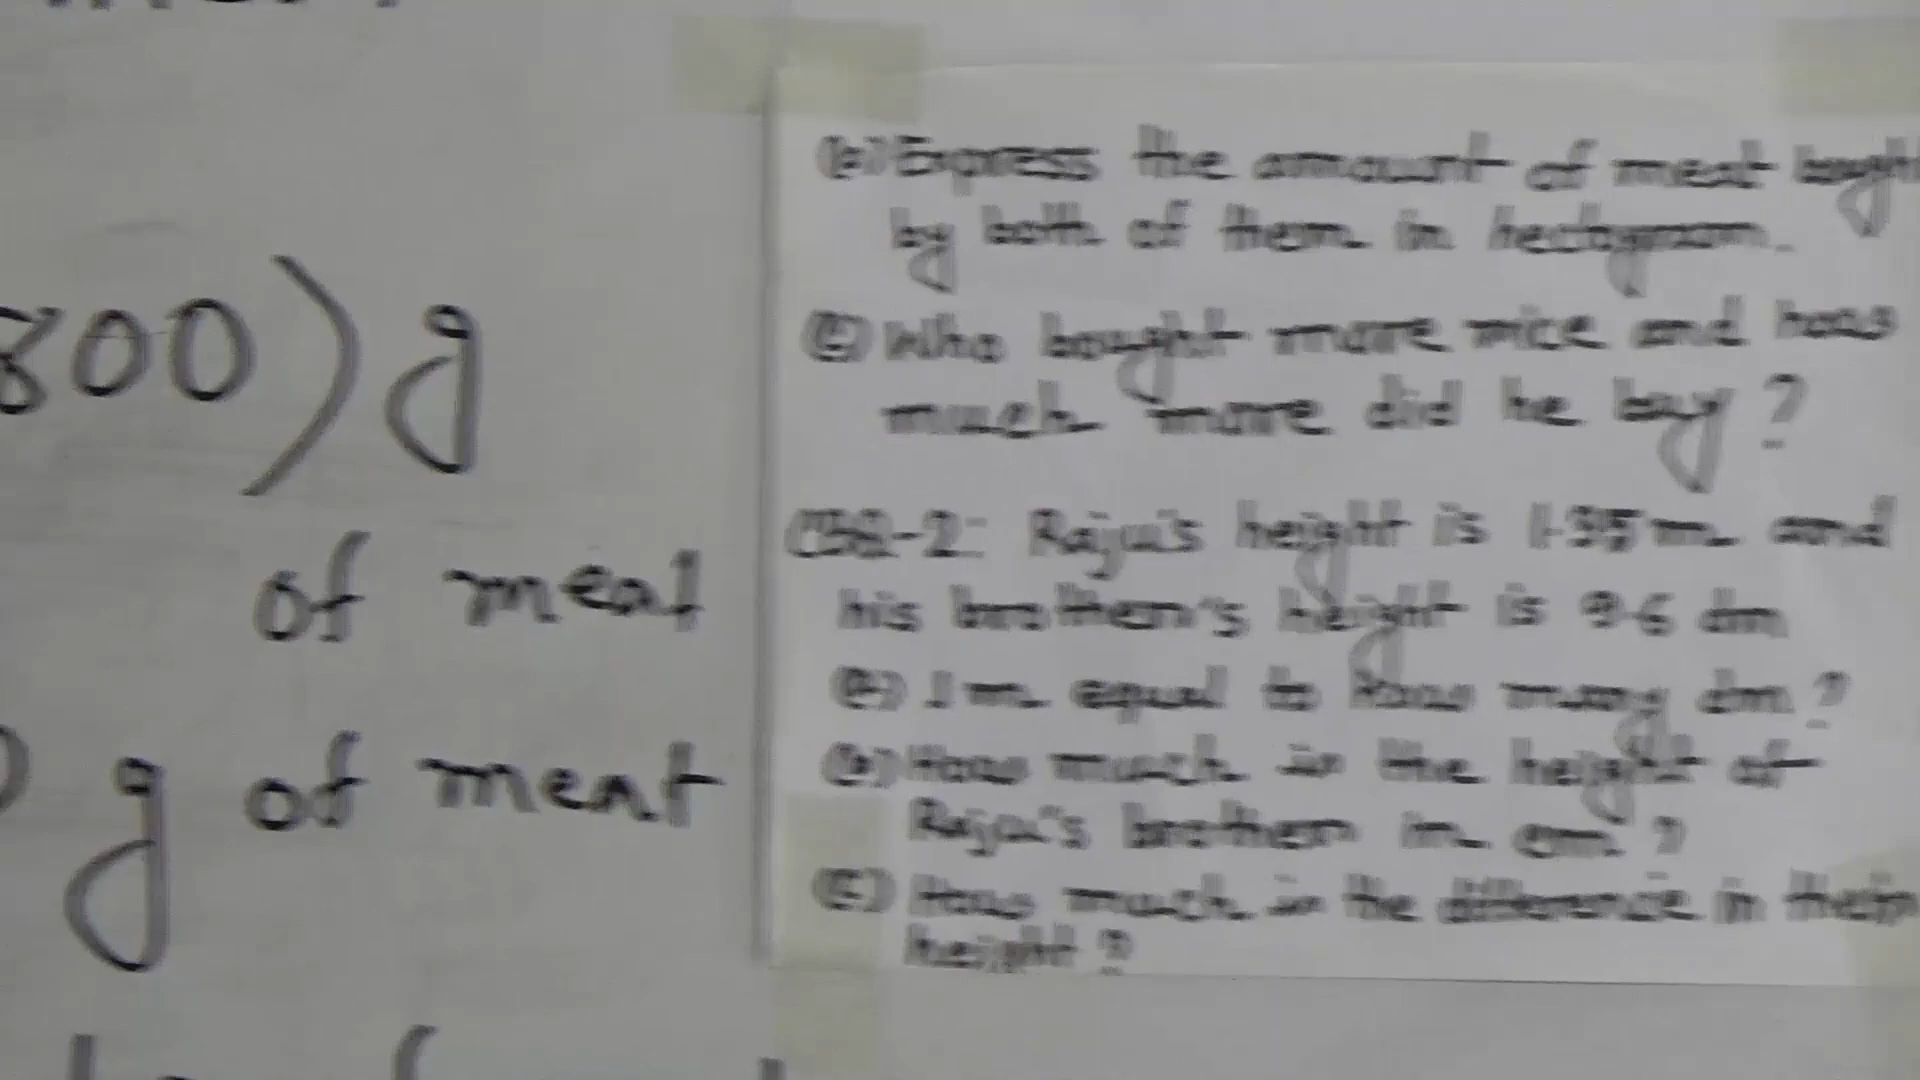 800) g
of meat
g of meat
(b) Express the amount of meat bought
by both of them in hectogram.
(c) Who bought more rice and how
much more did he buy?
CSQ-2: Raju's height is 1.35 m and
his brother's height is 9.6 dm
(a) 1 m equal to how many dm?
(b) How much is the height of
Raju's brother in cm?
(c) How much is the difference in their
height?